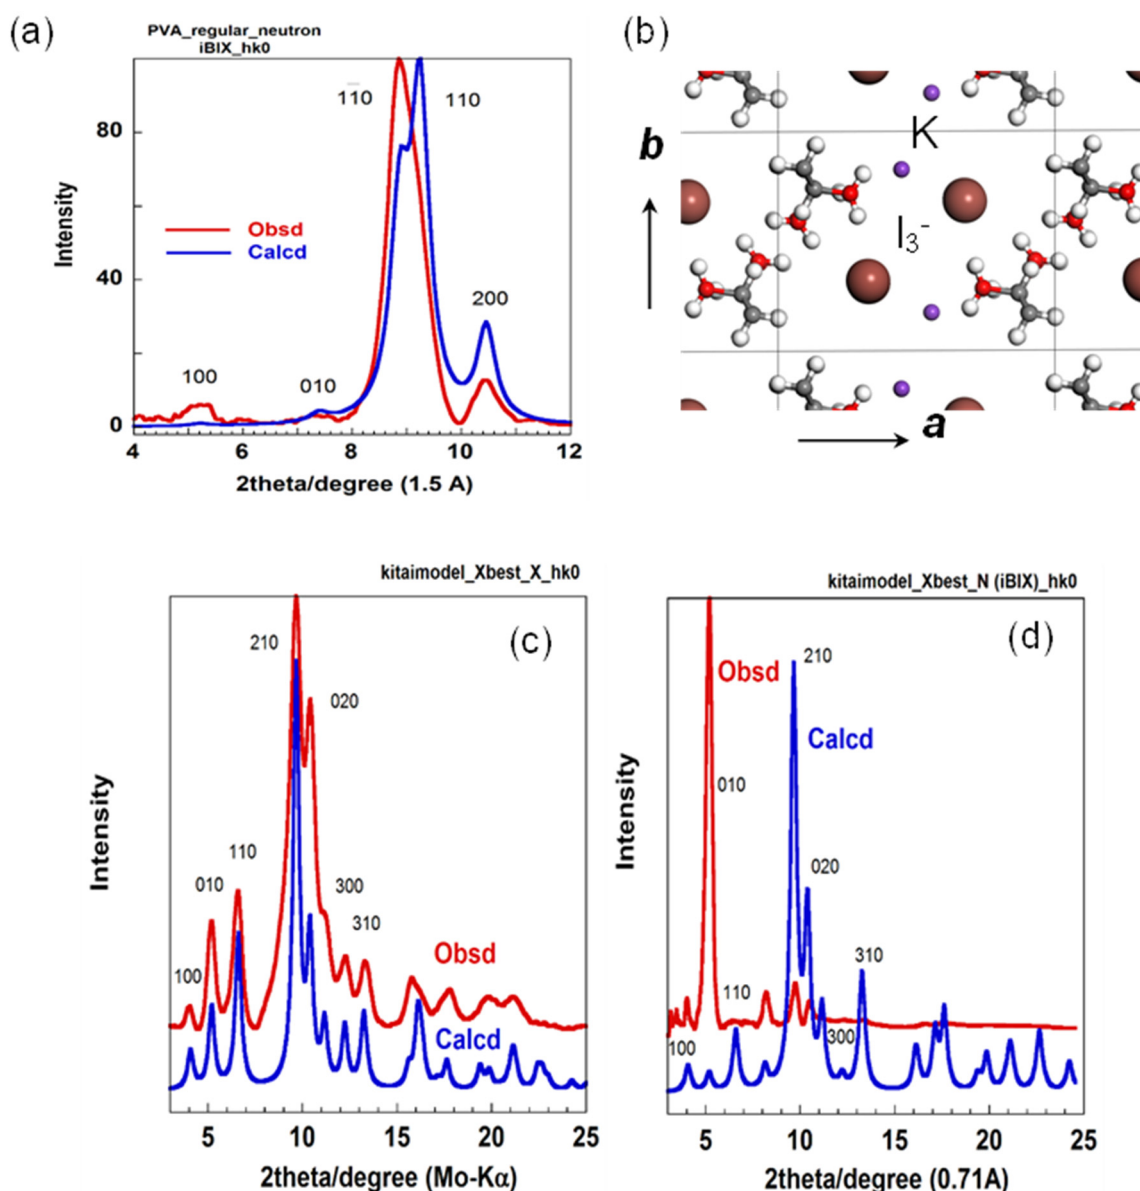 (a)
PVA_regular_neutron
iBIX_hk0
1̄10
110
80
Obsd
Calcd
Intensity
40
200
100
010
0
4
6
8
10
12
2theta/degree (1.5 A)
(b)
K
b
I3-
a
kitaimodel_Xbest_X_hk0
(c)
210
020
110
010
300
310
100
Obsd
Calcd
Intensity
5
10
15
20
25
2theta/degree (Mo-Kα)
kitaimodel_Xbest_N (iBIX)_hk0
(d)
210
Obsd
Calcd
010
020
310
110
300
100
Intensity
5
10
15
20
25
2theta/degree (0.71A)